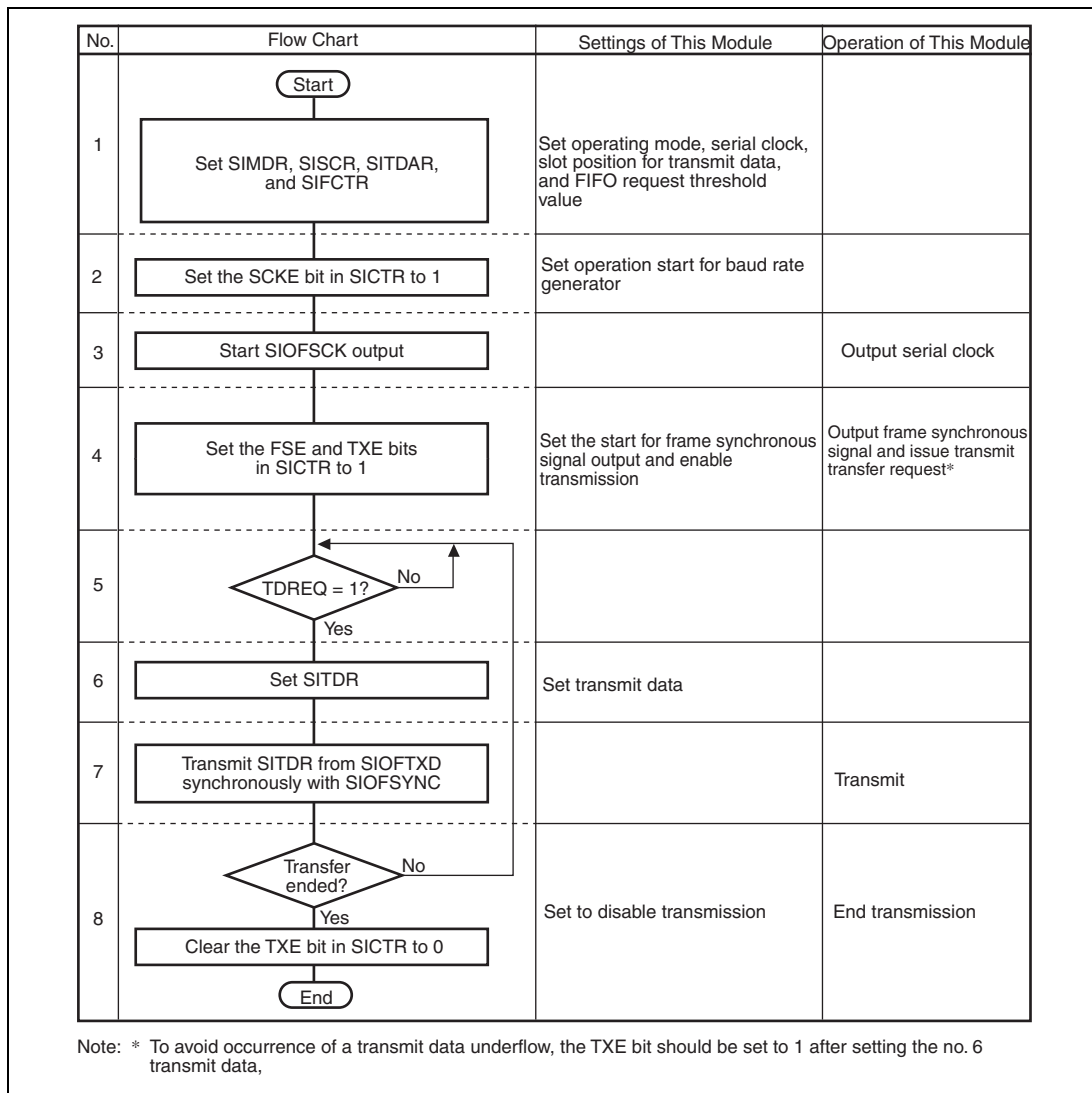 No.
Flow Chart
Settings of This Module
Operation of This Module
Start
1
Set SIMDR, SISCR, SITDAR,
and SIFCTR
Set operating mode, serial clock,
slot position for transmit data,
and FIFO request threshold
value
2
Set the SCKE bit in SICTR to 1
Set operation start for baud rate
generator
3
Start SIOFSCK output
Output serial clock
4
Set the FSE and TXE bits
in SICTR to 1
Set the start for frame synchronous
signal output and enable
transmission
Output frame synchronous
signal and issue transmit
transfer request*
5
TDREQ = 1?
No
Yes
6
Set SITDR
Set transmit data
7
Transmit SITDR from SIOFTXD
synchronously with SIOFSYNC
Transmit
8
Transfer
ended?
No
Yes
Clear the TXE bit in SICTR to 0
Set to disable transmission
End transmission
End
Note: * To avoid occurrence of a transmit data underflow, the TXE bit should be set to 1 after setting the no. 6
transmit data,